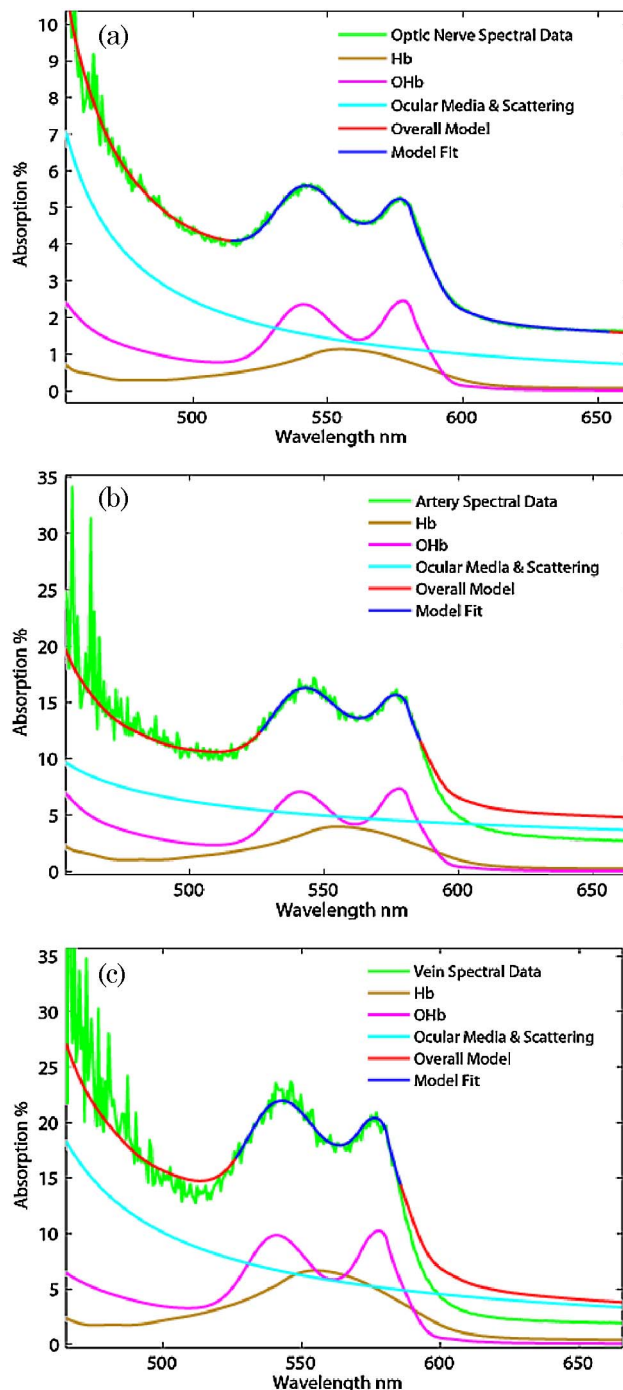 (a)
Optic Nerve Spectral Data
Hb
OHb
Ocular Media & Scattering
Overall Model
Model Fit
Absorption %
10
9
8
7
6
5
4
3
2
1
0
500
550
600
650
Wavelength nm
(b)
Artery Spectral Data
Hb
OHb
Ocular Media & Scattering
Overall Model
Model Fit
Absorption %
35
30
25
20
15
10
5
0
500
550
600
650
Wavelength nm
(c)
Vein Spectral Data
Hb
OHb
Ocular Media & Scattering
Overall Model
Model Fit
Absorption %
35
30
25
20
15
10
5
0
500
550
600
650
Wavelength nm